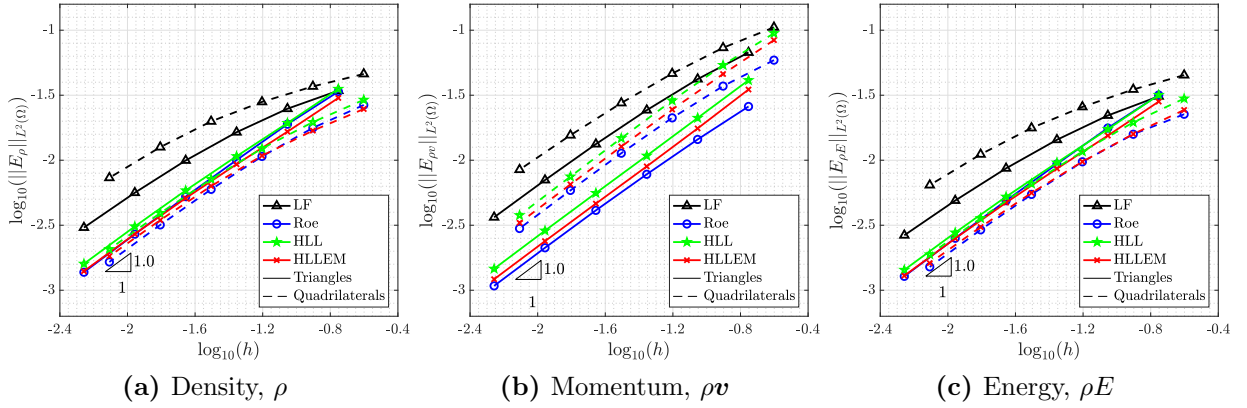 -1
-1.5
-2
-2.5
-3
log10(||Eρ||L²(Ω))
LF
Roe
HLL
HLLEM
Triangles
Quadrilaterals
1.0
1
-2.4 -2 -1.6 -1.2 -0.8 -0.4
log10(h)
(a) Density, ρ
-1
-1.5
-2
-2.5
-3
log10(||Eρv||L²(Ω))
LF
Roe
HLL
HLLEM
Triangles
Quadrilaterals
1.0
1
-2.4 -2 -1.6 -1.2 -0.8 -0.4
log10(h)
(b) Momentum, ρv
-1
-1.5
-2
-2.5
-3
log10(||EρE||L²(Ω))
LF
Roe
HLL
HLLEM
Triangles
Quadrilaterals
1.0
1
-2.4 -2 -1.6 -1.2 -0.8 -0.4
log10(h)
(c) Energy, ρE